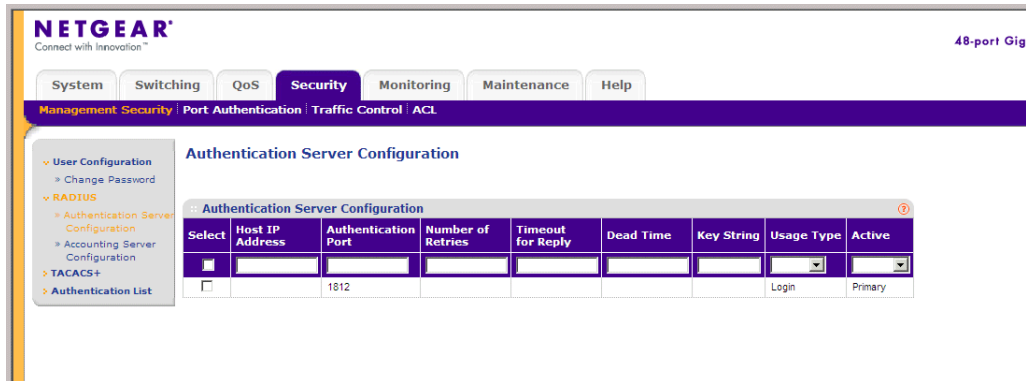 NETGEAR®
Connect with Innovation™
48-port Gig
System Switching QoS Security Monitoring Maintenance Help
Management Security Port Authentication Traffic Control ACL
User Configuration
» Change Password
RADIUS
» Authentication Server
Configuration
» Accounting Server
Configuration
TACACS+
Authentication List
Authentication Server Configuration
Authentication Server Configuration ?
Select Host IP Address Authentication Port Number of Retries Timeout for Reply Dead Time Key String Usage Type Active
1812 Login Primary